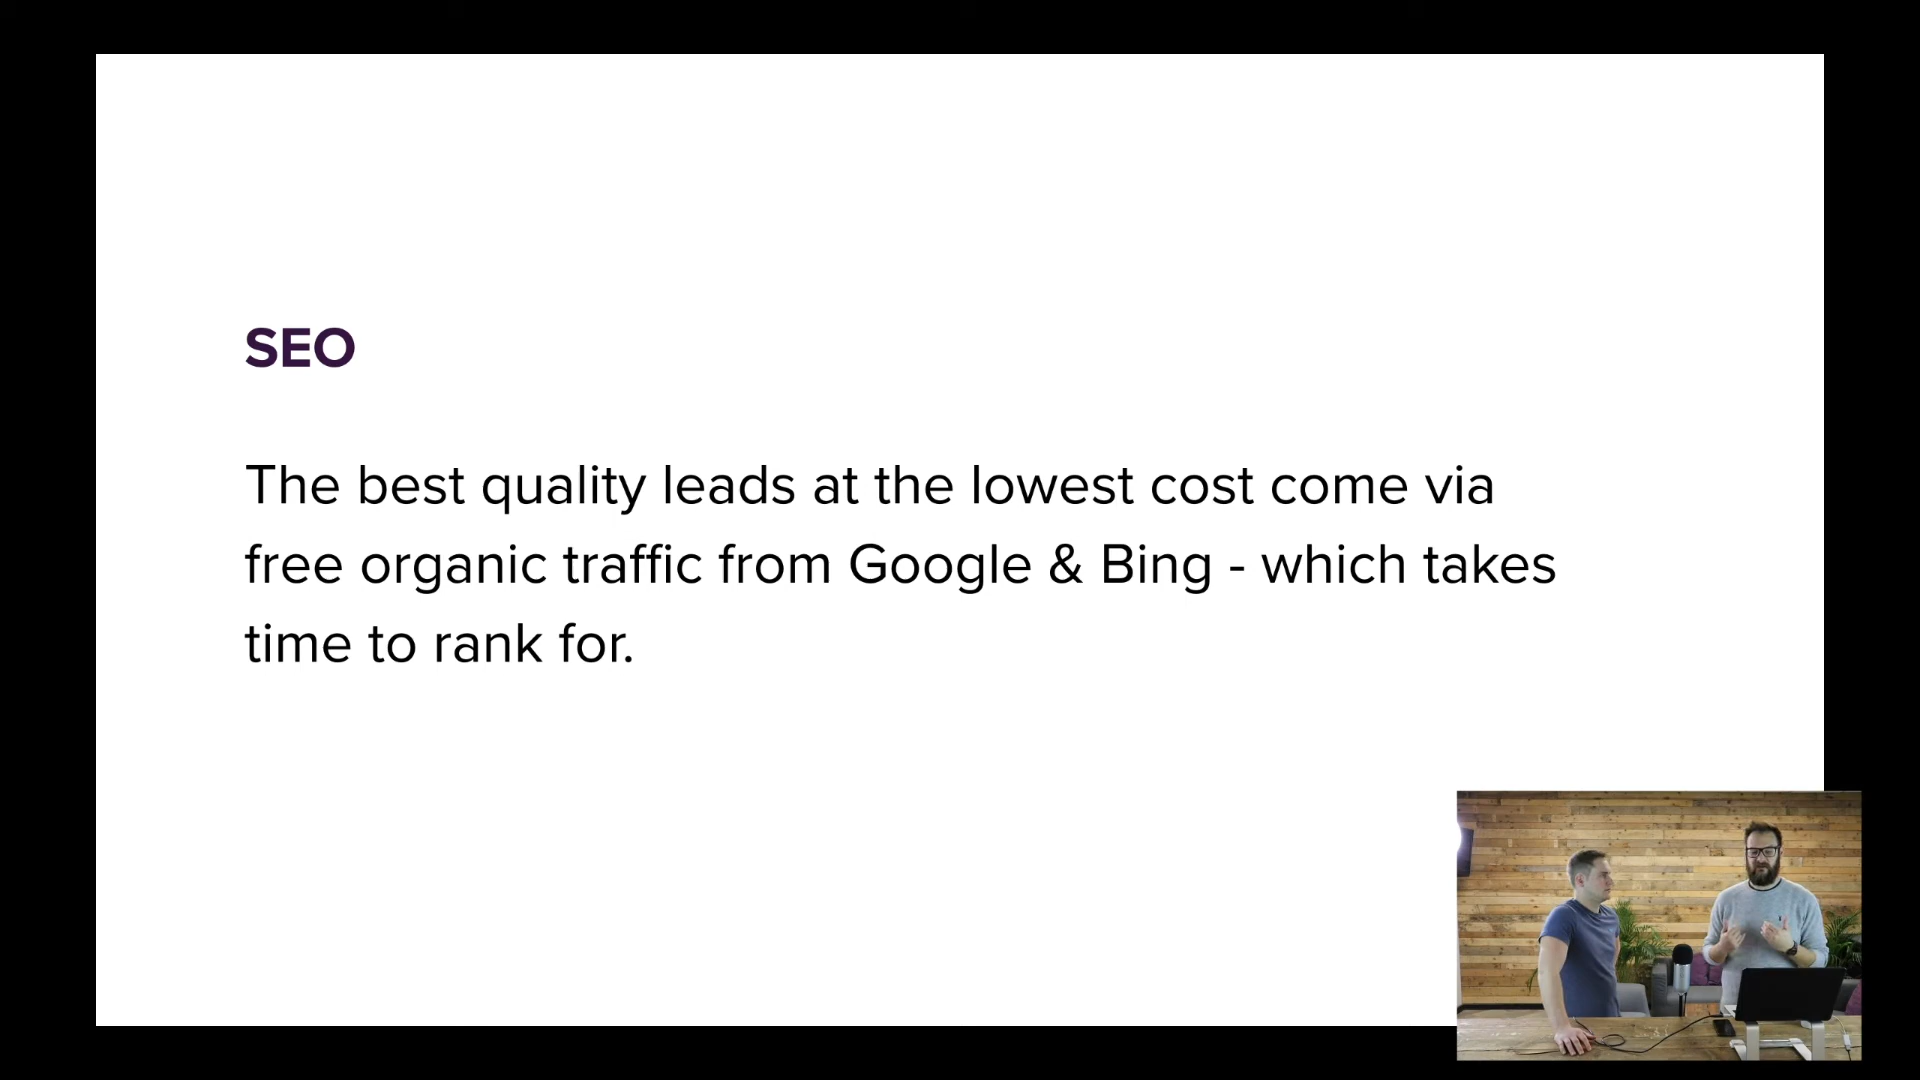 SEO
The best quality leads at the lowest cost come via
free organic traffic from Google & Bing - which takes
time to rank for.